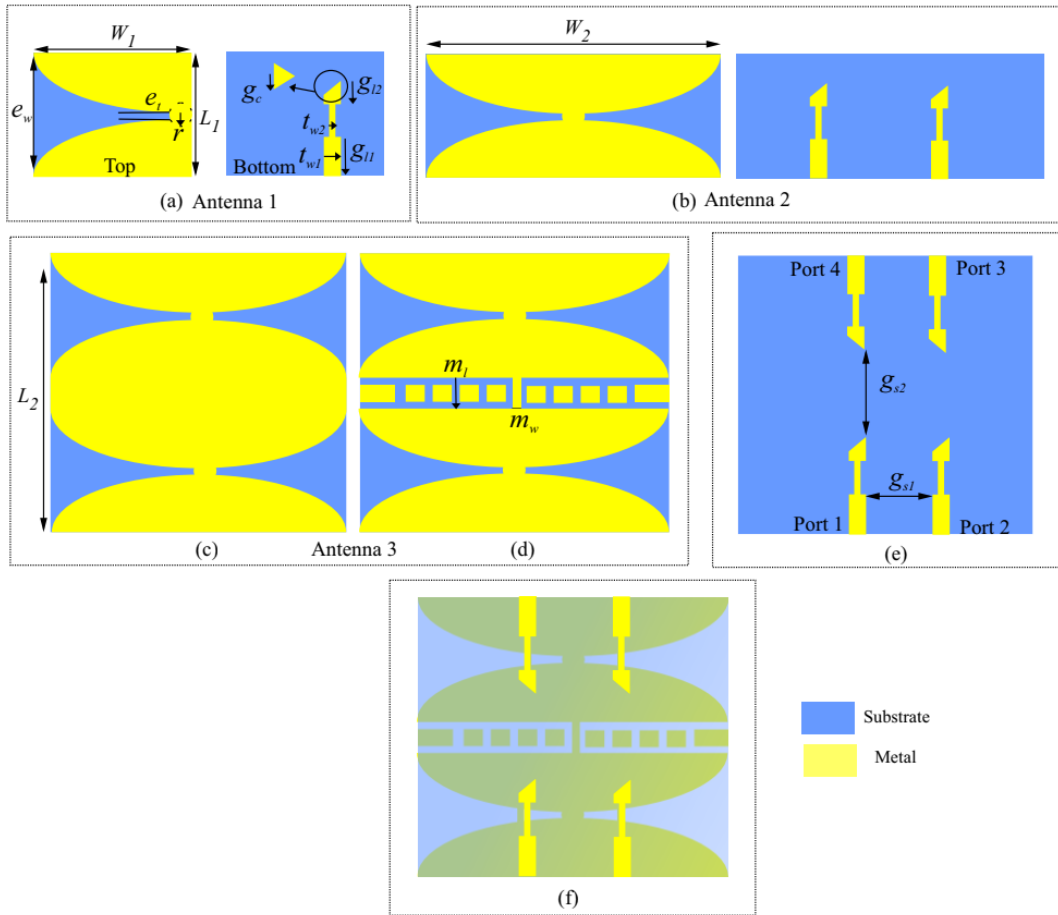 W1
ew
et
r
L1
Top
gc
gl2
tw2
tw1
gl1
Bottom
(a) Antenna 1
W2
(b) Antenna 2
L2
ml
mw
(c)
Antenna 3
(d)
Port 4
Port 3
gs2
gs1
Port 1
Port 2
(e)
(f)
Substrate
Metal